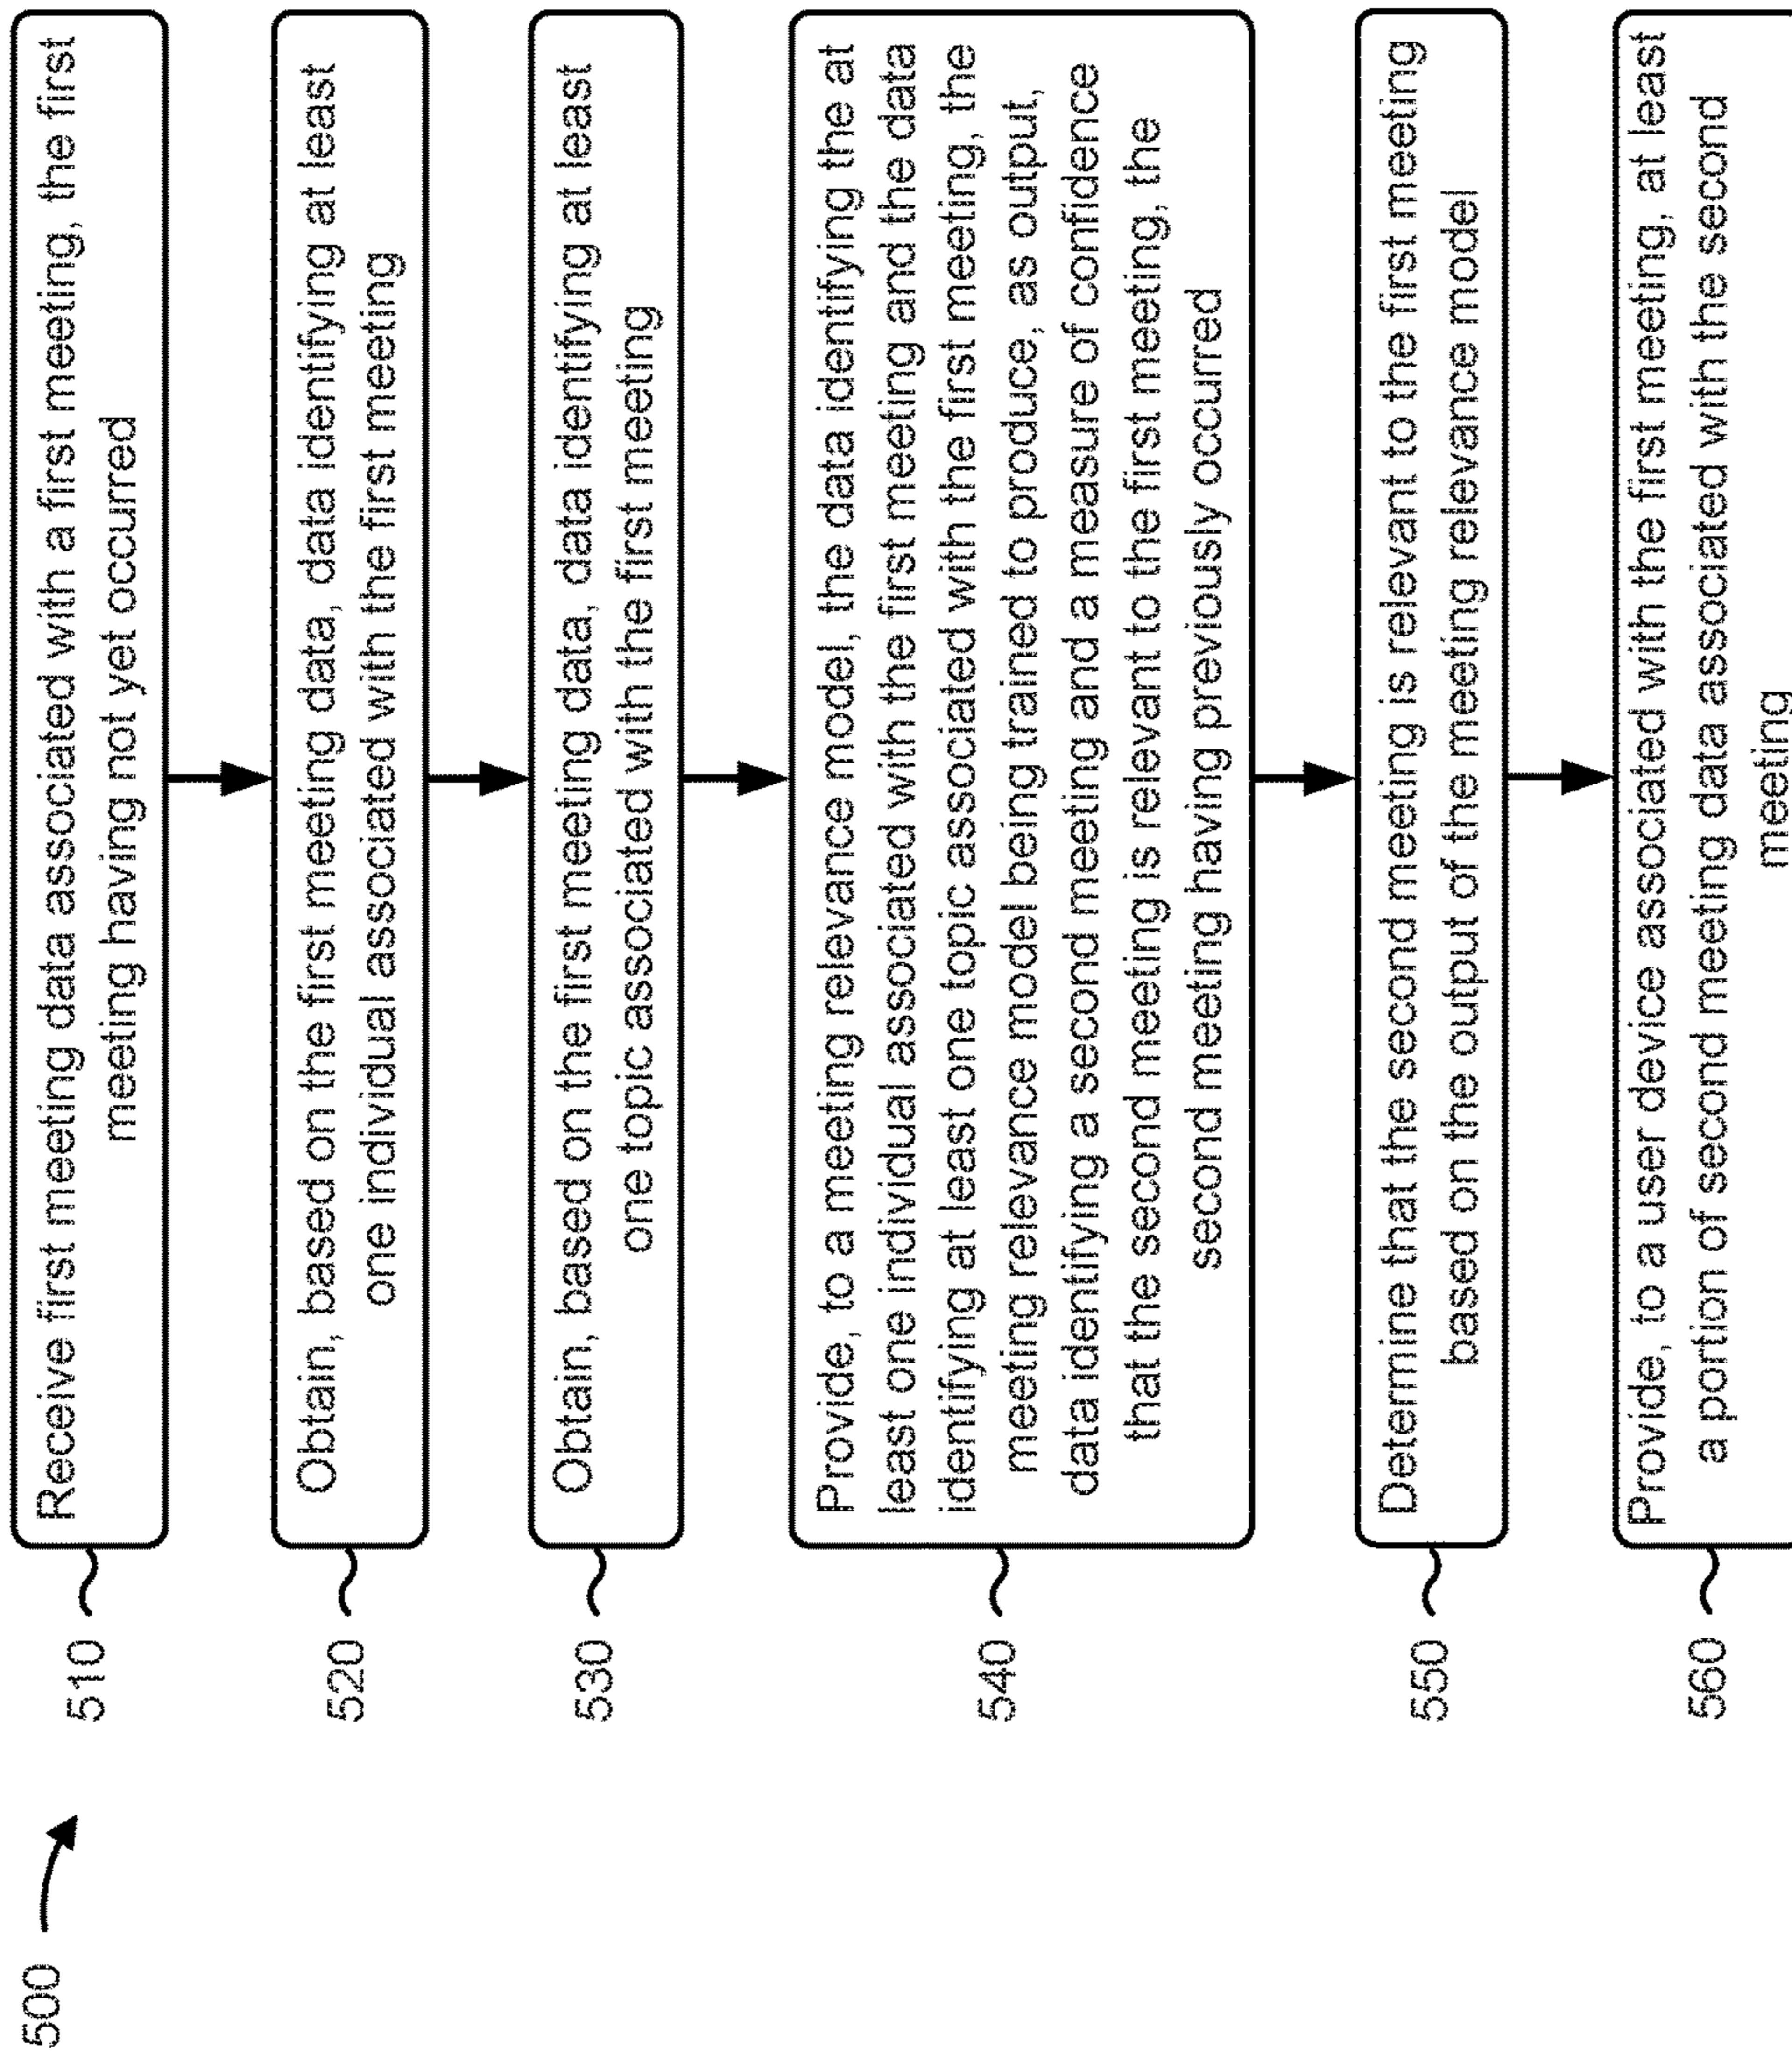 500
510
Receive first meeting data associated with a first meeting, the first
meeting having not yet occurred
520
Obtain, based on the first meeting data, data identifying at least
one individual associated with the first meeting
530
Obtain, based on the first meeting data, data identifying at least
one topic associated with the first meeting
540
Provide, to a meeting relevance model, the data identifying the at
least one individual associated with the first meeting and the data
identifying at least one topic associated with the first meeting, the
meeting relevance model being trained to produce, as output,
data identifying a second meeting and a measure of confidence
that the second meeting is relevant to the first meeting, the
second meeting having previously occurred
550
Determine that the second meeting is relevant to the first meeting
based on the output of the meeting relevance model
560
Provide, to a user device associated with the first meeting, at least
a portion of second meeting data associated with the second
meeting